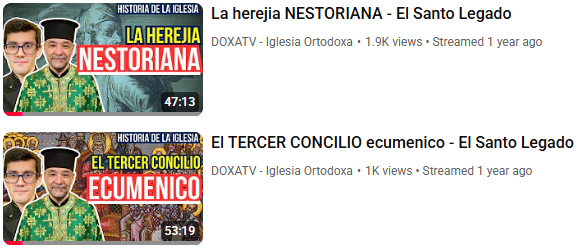 HISTORIA DE LA IGLESIA
LA HEREJIA
NESTORIANA
47:13
La herejia NESTORIANA - El Santo Legado
DOXATV - Iglesia Ortodoxa • 1.9K views • Streamed 1 year ago
HISTORIA DE LA IGLESIA
EL TERCER CONCILIO
ECUMENICO
53:19
El TERCER CONCILIO ecumenico - El Santo Legado
DOXATV - Iglesia Ortodoxa • 1K views • Streamed 1 year ago